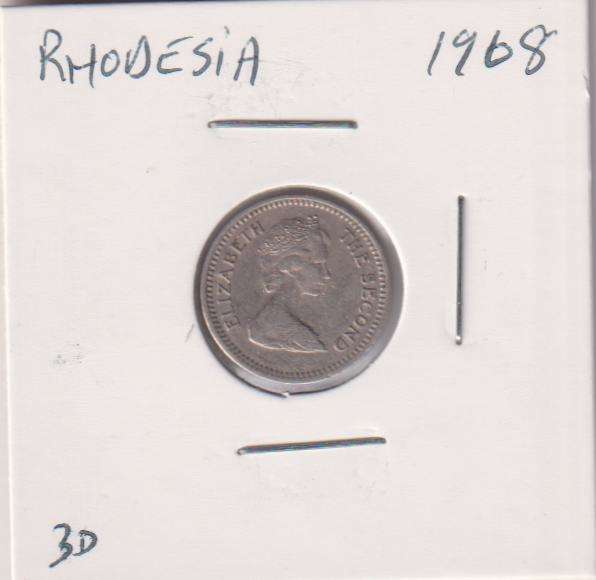 RHODESIA 1968
ELIZABETH THE SECOND
3D